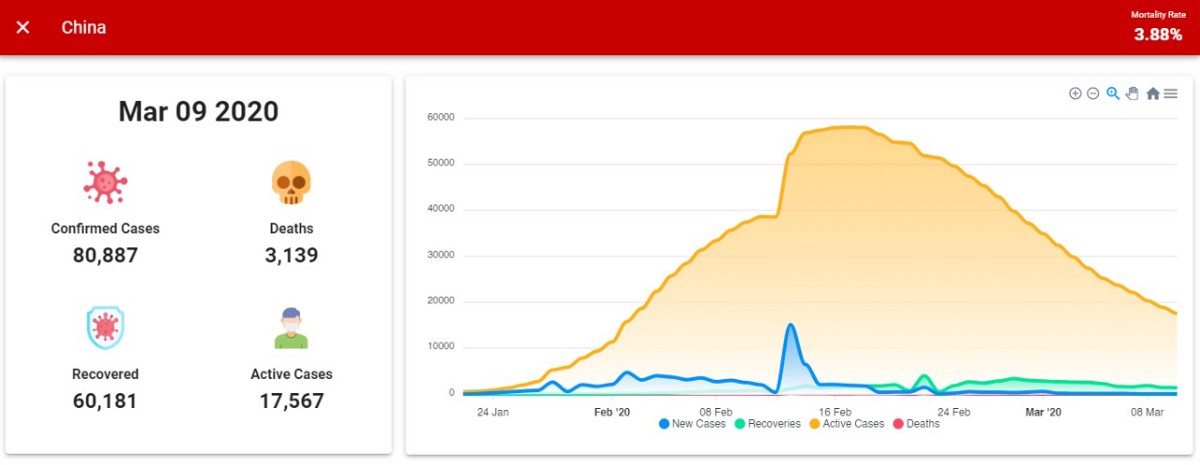 ✕ China
Mortality Rate
3.88%
Mar 09 2020
Confirmed Cases
80,887
Deaths
3,139
Recovered
60,181
Active Cases
17,567
60000
50000
40000
30000
20000
10000
0
24 Jan Feb '20 08 Feb 16 Feb 24 Feb Mar '20 08 Mar
New Cases Recoveries Active Cases Deaths